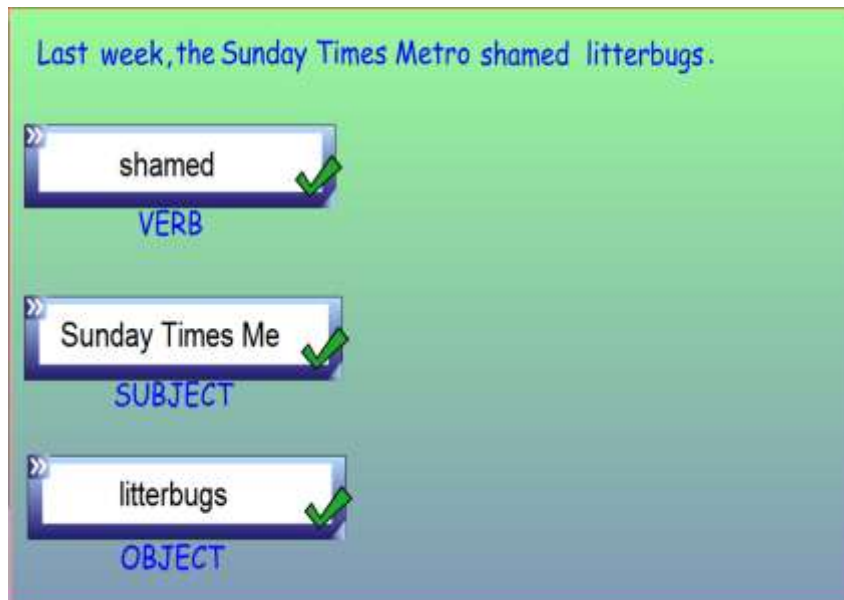 Last week, the Sunday Times Metro shamed litterbugs.
shamed
VERB
Sunday Times Me
SUBJECT
litterbugs
OBJECT